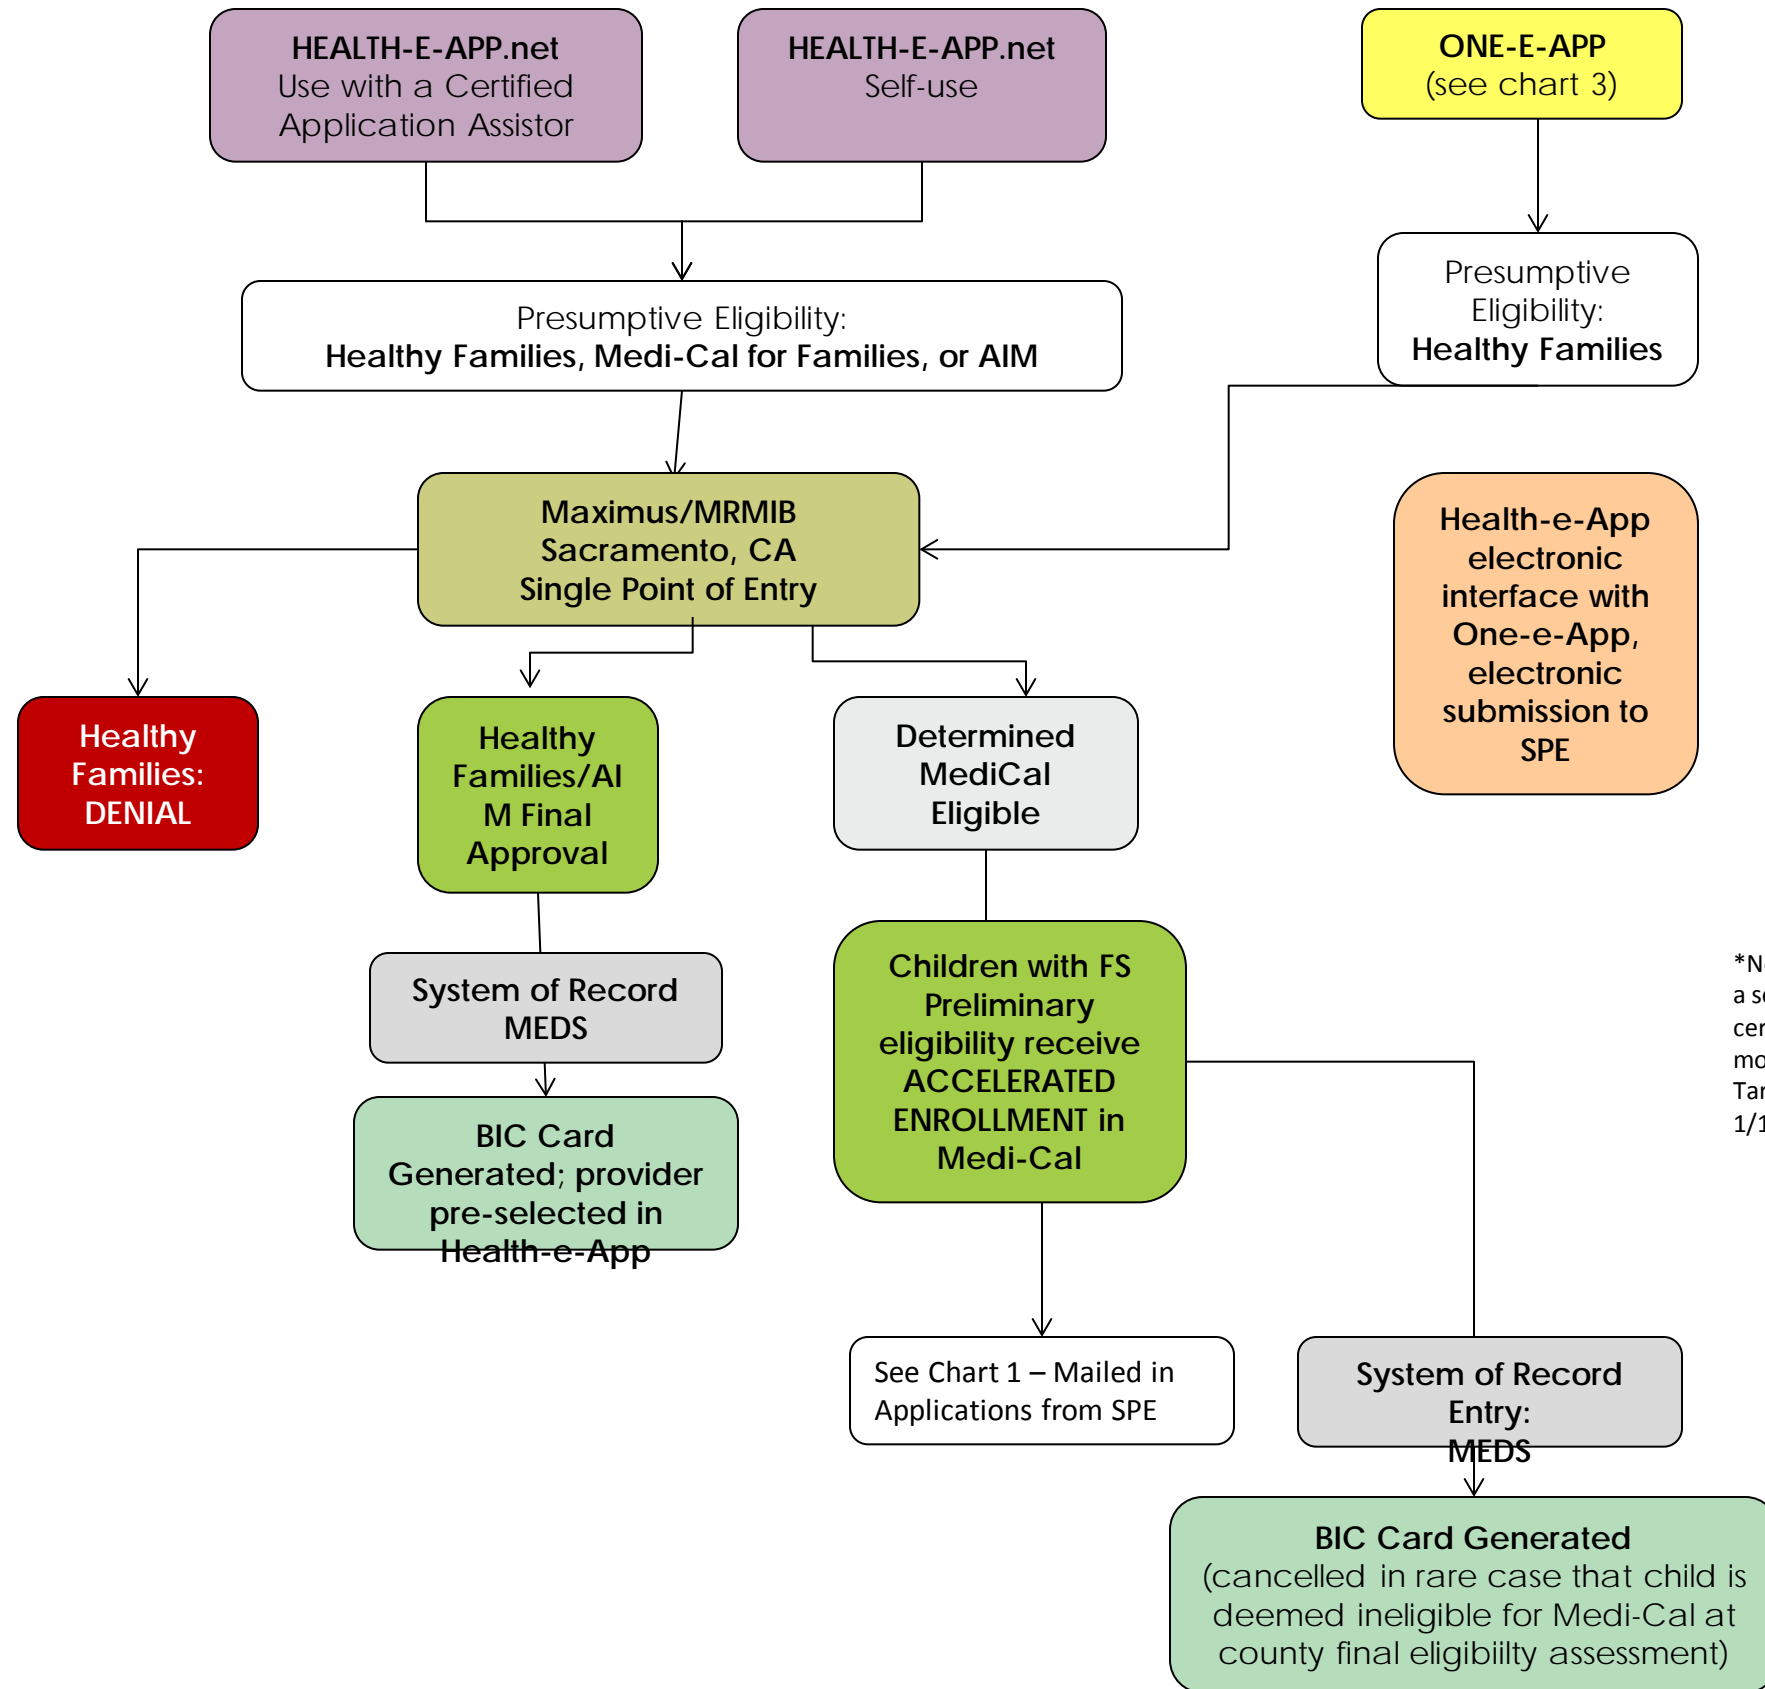 HEALTH-E-APP.net
Use with a Certified
Application Assistor
HEALTH-E-APP.net
Self-use
ONE-E-APP
(see chart 3)
Presumptive Eligibility:
Healthy Families, Medi-Cal for Families, or AIM
Presumptive
Eligibility:
Healthy Families
Maximus/MRMIB
Sacramento, CA
Single Point of Entry
Health-e-App
electronic
interface with
One-e-App,
electronic
submission to
SPE
Healthy
Families:
DENIAL
Healthy
Families/AI
M Final
Approval
Determined
MediCal
Eligible
System of Record
MEDS
Children with FS
Preliminary
eligibility receive
ACCELERATED
ENROLLMENT in
Medi-Cal
BIC Card
Generated; provider
pre-selected in
Health-e-App
See Chart 1 – Mailed in
Applications from SPE
System of Record
Entry:
MEDS
BIC Card Generated
(cancelled in rare case that child is
deemed ineligible for Medi-Cal at
county final eligibiilty assessment)
a